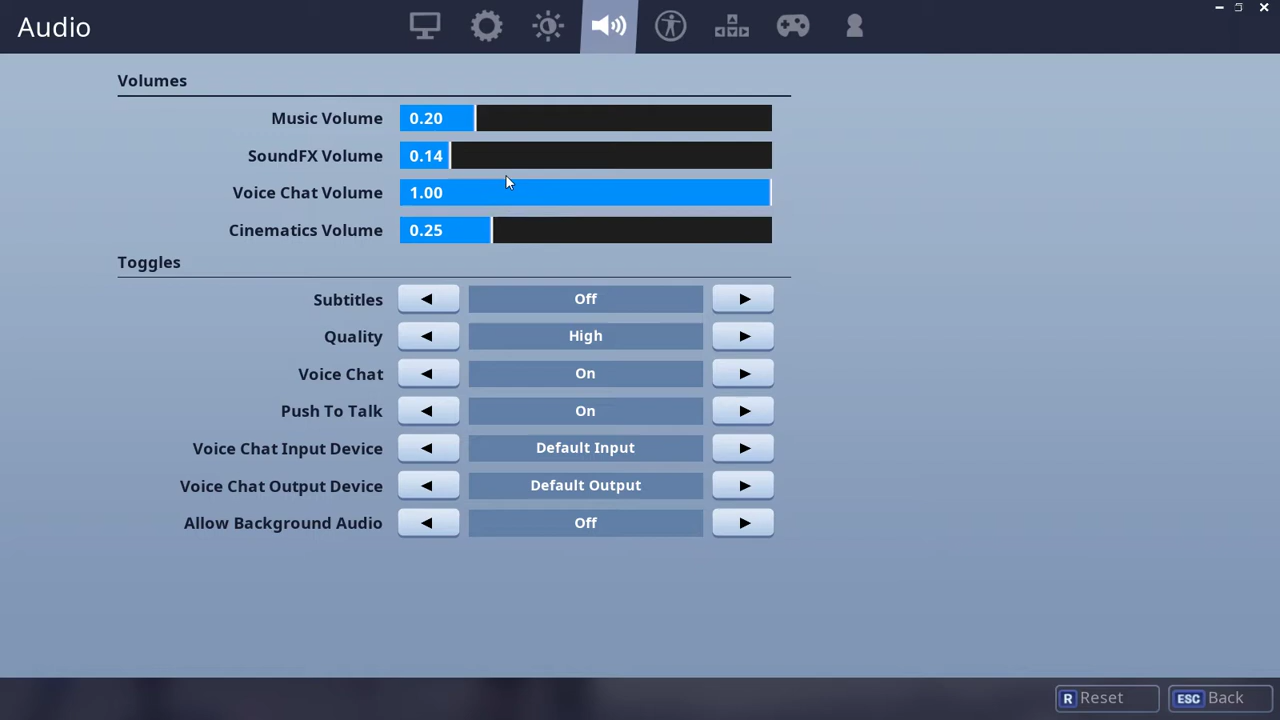 Audio
Volumes
Music Volume 0.20
SoundFX Volume 0.14
Voice Chat Volume 1.00
Cinematics Volume 0.25
Toggles
Subtitles Off
Quality High
Voice Chat On
Push To Talk On
Voice Chat Input Device Default Input
Voice Chat Output Device Default Output
Allow Background Audio Off
R Reset ESC Back